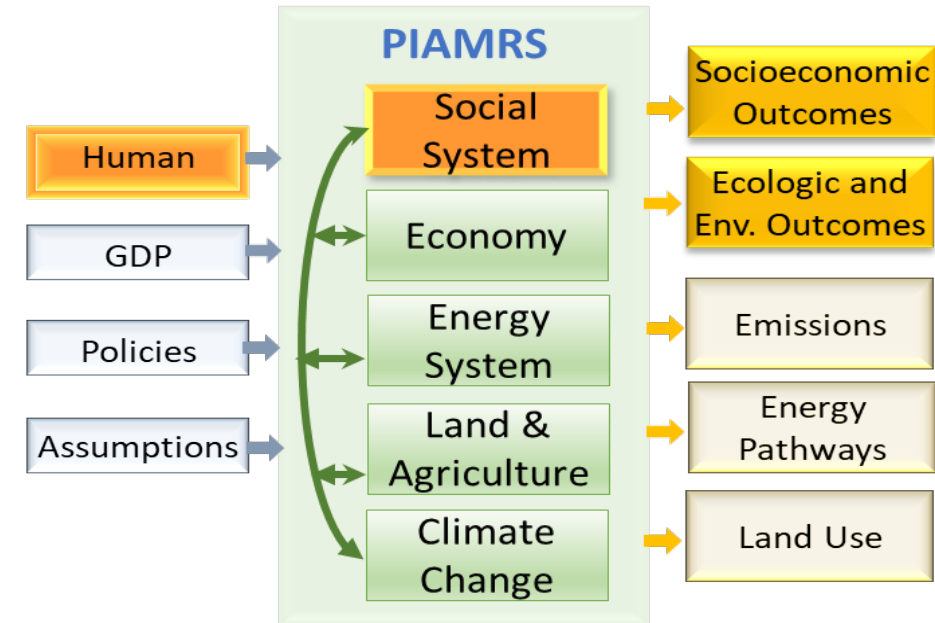 PIAMRS
Human
GDP
Policies
Assumptions
Social
System
Economy
Energy
System
Land &
Agriculture
Climate
Change
Socioeconomic
Outcomes
Ecologic and
Env. Outcomes
Emissions
Energy
Pathways
Land Use